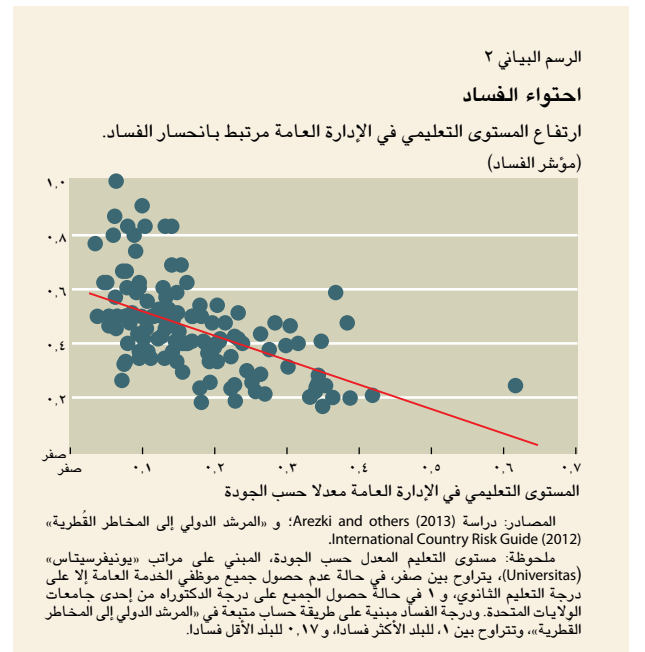 الرسم البياني ٢
احتواء الفساد
ارتفاع المستوى التعليمي في الإدارة العامة مرتبط بانحسار الفساد.
(مؤشر الفساد)
١,٠
٠,٨
٠,٦
٠,٤
٠,٢
صفر
صفر ٠,١ ٠,٢ ٠,٣ ٠,٤ ٠,٥ ٠,٦ ٠,٧
المستوى التعليمي في الإدارة العامة معدلا حسب الجودة
المصادر: دراسة Arezki and others (2013)؛ و «المرشد الدولي إلى المخاطر القُطرية»
International Country Risk Guide (2012).
ملحوظة: مستوى التعليم المعدل حسب الجودة، المبني على مراتب «يونيفرسيتاس»
(Universitas)، يتراوح بين صفر، في حالة عدم حصول جميع موظفي الخدمة العامة إلا على
درجة التعليم الثانوي، و ١ في حالة حصول الجميع على درجة الدكتوراه من إحدى جامعات
الولايات المتحدة. ودرجة الفساد مبنية على طريقة حساب متبعة في «المرشد الدولي إلى المخاطر
القطرية»، وتتراوح بين ١، للبلد الأكثر فسادا، و ٠,١٧ للبلد الأقل فسادا.